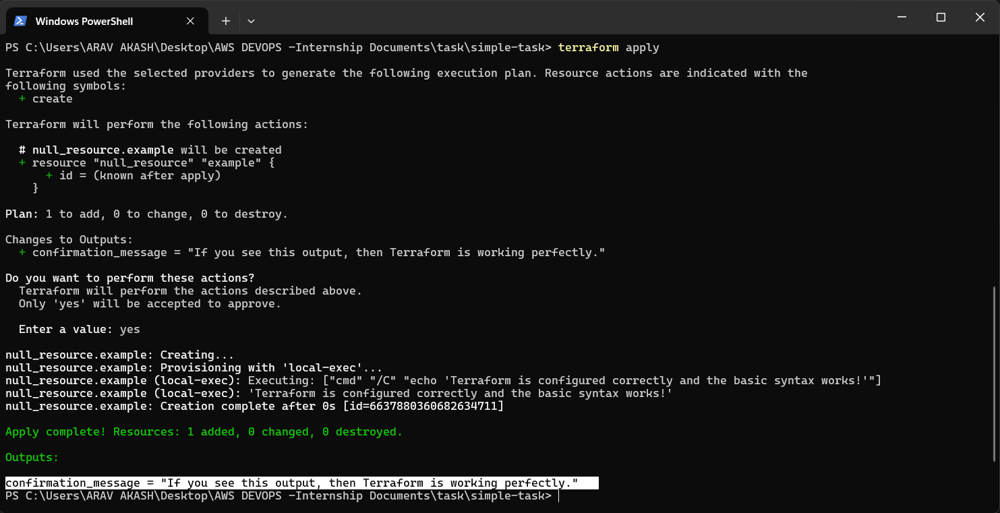 Windows PowerShell
PS C:\Users\ARAV AKASH\Desktop\AWS DEVOPS -Internship Documents\task\simple-task> terraform apply
Terraform used the selected providers to generate the following execution plan. Resource actions are indicated with the
following symbols:
+ create
Terraform will perform the following actions:
# null_resource.example will be created
+ resource "null_resource" "example" {
+ id = (known after apply)
}
Plan: 1 to add, 0 to change, 0 to destroy.
Changes to Outputs:
+ confirmation_message = "If you see this output, then Terraform is working perfectly."
Do you want to perform these actions?
Terraform will perform the actions described above.
Only 'yes' will be accepted to approve.
Enter a value: yes
null_resource.example: Creating...
null_resource.example: Provisioning with 'local-exec'...
null_resource.example (local-exec): Executing: ["cmd" "/C" "echo 'Terraform is configured correctly and the basic syntax works!'"]
null_resource.example (local-exec): 'Terraform is configured correctly and the basic syntax works!'
null_resource.example: Creation complete after 0s [id=6637880360682634711]
Apply complete! Resources: 1 added, 0 changed, 0 destroyed.
Outputs:
confirmation_message = "If you see this output, then Terraform is working perfectly."
PS C:\Users\ARAV AKASH\Desktop\AWS DEVOPS -Internship Documents\task\simple-task>